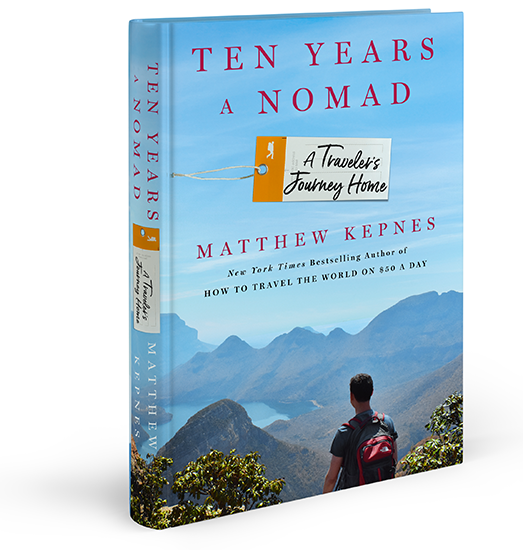 TEN YEARS
A NOMAD
A Traveler's
Journey Home
MATTHEW KEPNES
New York Times Bestselling Author of
HOW TO TRAVEL THE WORLD ON $50 A DAY
TEN YEARS
A NOMAD
A Traveler's
Journey Home
MATTHEW
KEPNES